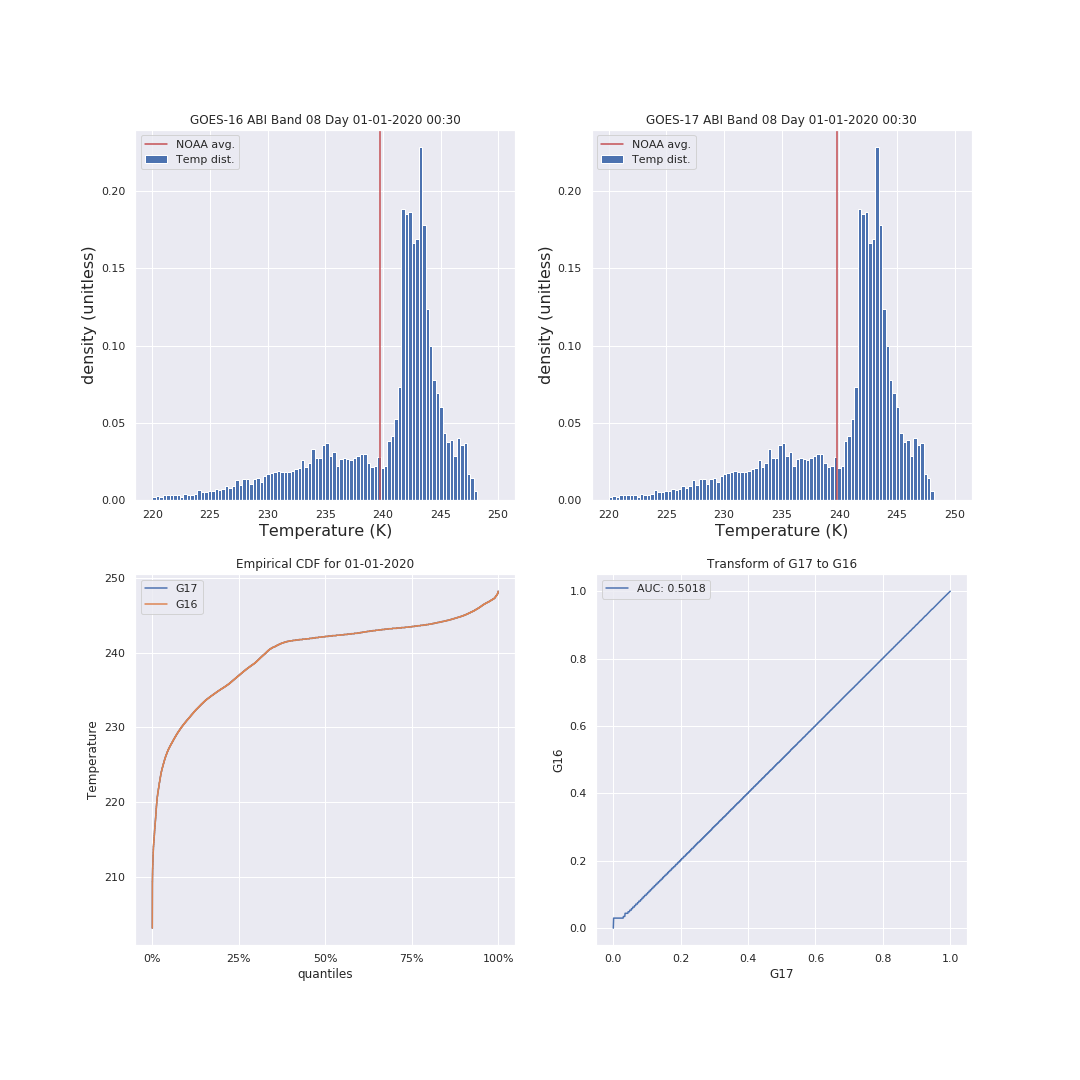 GOES-16 ABI Band 08 Day 01-01-2020 00:30
NOAA avg.
Temp dist.
density (unitless)
0.20
0.15
0.10
0.05
0.00
220 225 230 235 240 245 250
Temperature (K)
GOES-17 ABI Band 08 Day 01-01-2020 00:30
NOAA avg.
Temp dist.
density (unitless)
0.20
0.15
0.10
0.05
0.00
220 225 230 235 240 245 250
Temperature (K)
Empirical CDF for 01-01-2020
G17
G16
Temperature
250
240
230
220
210
0% 25% 50% 75% 100%
quantiles
Transform of G17 to G16
AUC: 0.5018
G16
1.0
0.8
0.6
0.4
0.2
0.0
0.0 0.2 0.4 0.6 0.8 1.0
G17